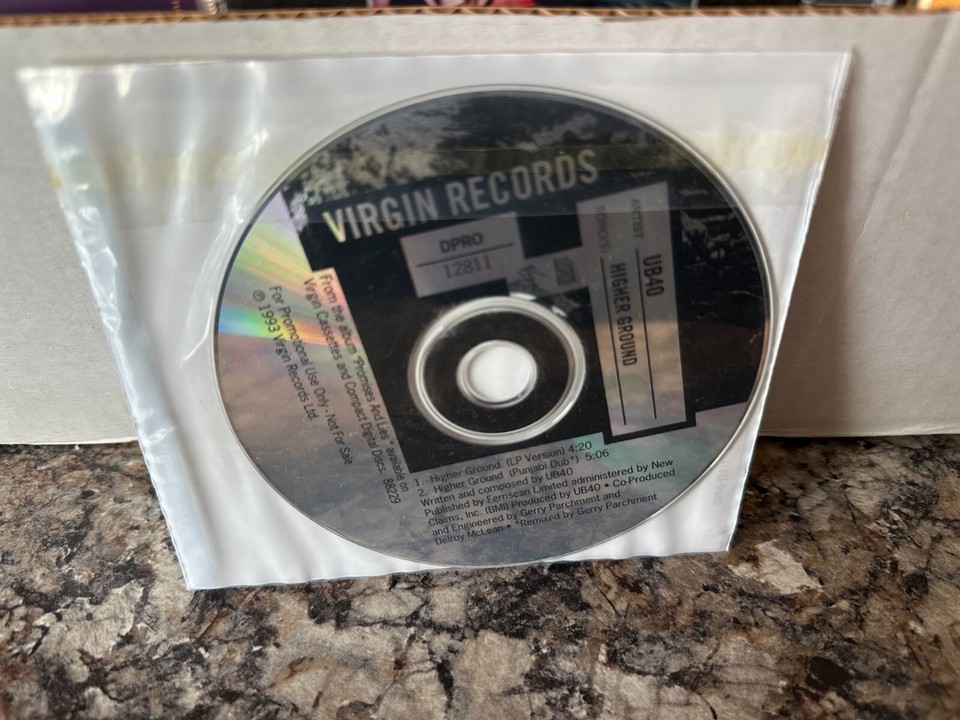 VIRGIN RECORDS
DPRO
12811
ARTIST
UB40
HIGHER GROUND
From the album "Promises And Lies" available on
Virgin Cassettes and Compact Digital Discs. 88229
For Promotional Use Only - Not For Sale
℗ 1993 Virgin Records Ltd.
1. Higher Ground (LP Version) 4:20
2. Higher Ground (Punjabi Dub*) 5:06
Written and composed by UB40
Published by Fernscan Limited administered by New
Claims, Inc. (BMI) Produced by UB40 • Co-Produced
and Engineered by Gerry Parchment and
Delroy McLean • *Remixed by Gerry Parchment